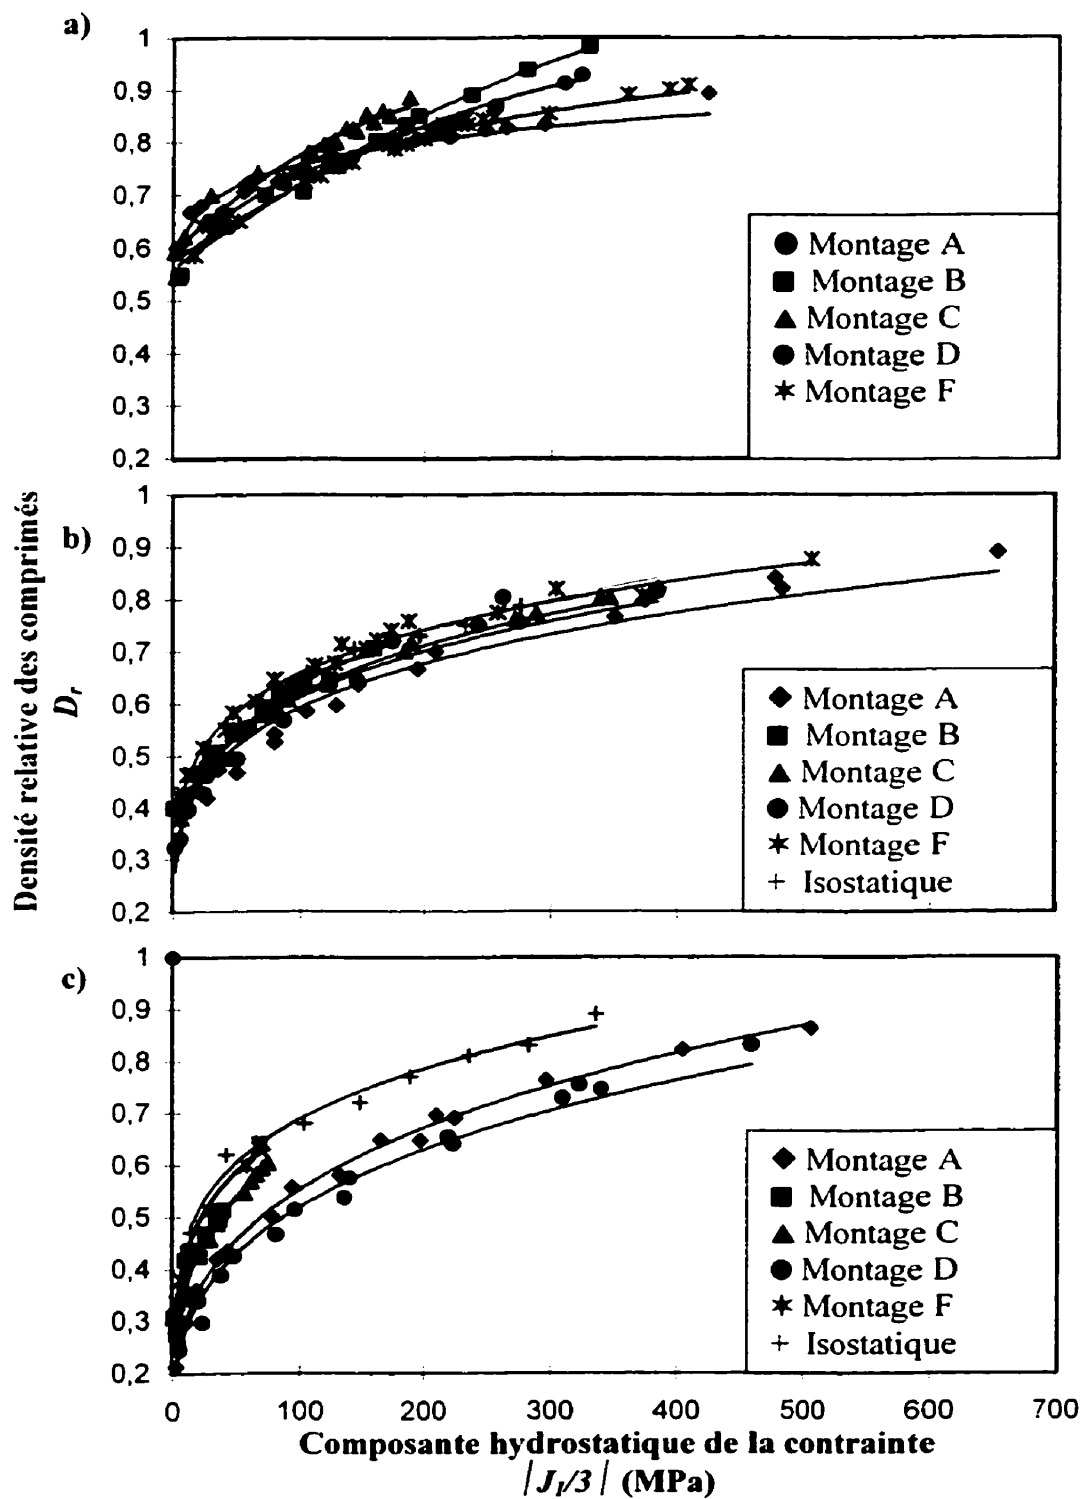 a)
1
0,9
0,8
0,7
0,6
0,5
0,4
0,3
0,2
Montage A
Montage B
Montage C
Montage D
Montage F
Densité relative des comprimés
D_r
b)
1
0,9
0,8
0,7
0,6
0,5
0,4
0,3
0,2
Montage A
Montage B
Montage C
Montage D
Montage F
Isostatique
c)
1
0,9
0,8
0,7
0,6
0,5
0,4
0,3
0,2
Montage A
Montage B
Montage C
Montage D
Montage F
Isostatique
0 100 200 300 400 500 600 700
Composante hydrostatique de la contrainte
|J_1/3| (MPa)